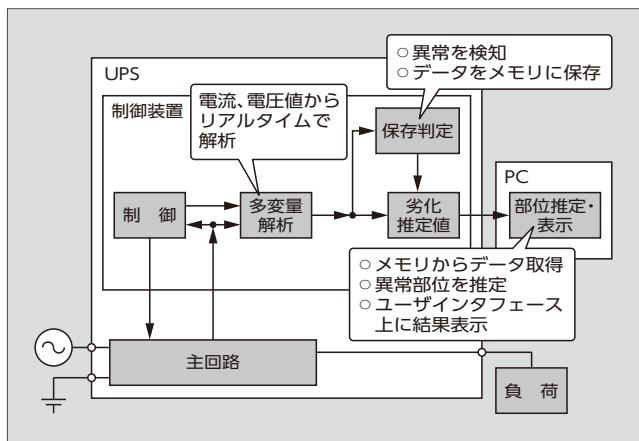 UPS
○ 異常を検知
○ データをメモリに保存
制御装置
電流、電圧値から
リアルタイムで
解析
保存判定
PC
制　御
多変量
解析
劣化
推定値
部位推定・
表示
○ メモリからデータ取得
○ 異常部位を推定
○ ユーザインタフェース
上に結果表示
主回路
負　荷